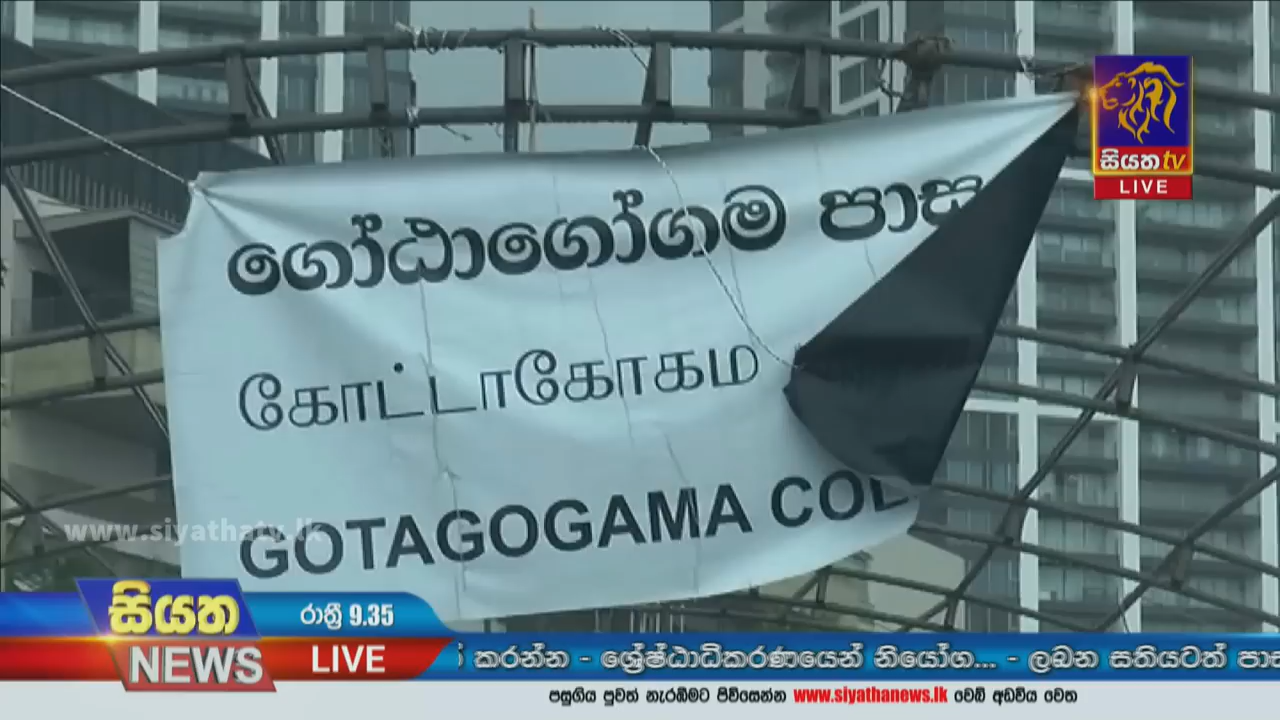 සියත tv
LIVE
ගෝඨාගෝගම
கோட்டாகோகம
GOTAGOGAMA
www.siyathatv.lk
සියත
රාත්‍රී 9.35
NEWS
LIVE
කරන්න - ශ්‍රේෂ්ඨාධිකරණයෙන් නියෝග... - ලබන සතියටත්
පසුගිය පුවත් නැරඹීමට පිවිසෙන්න www.siyathanews.lk වෙබ් අඩවිය වෙත